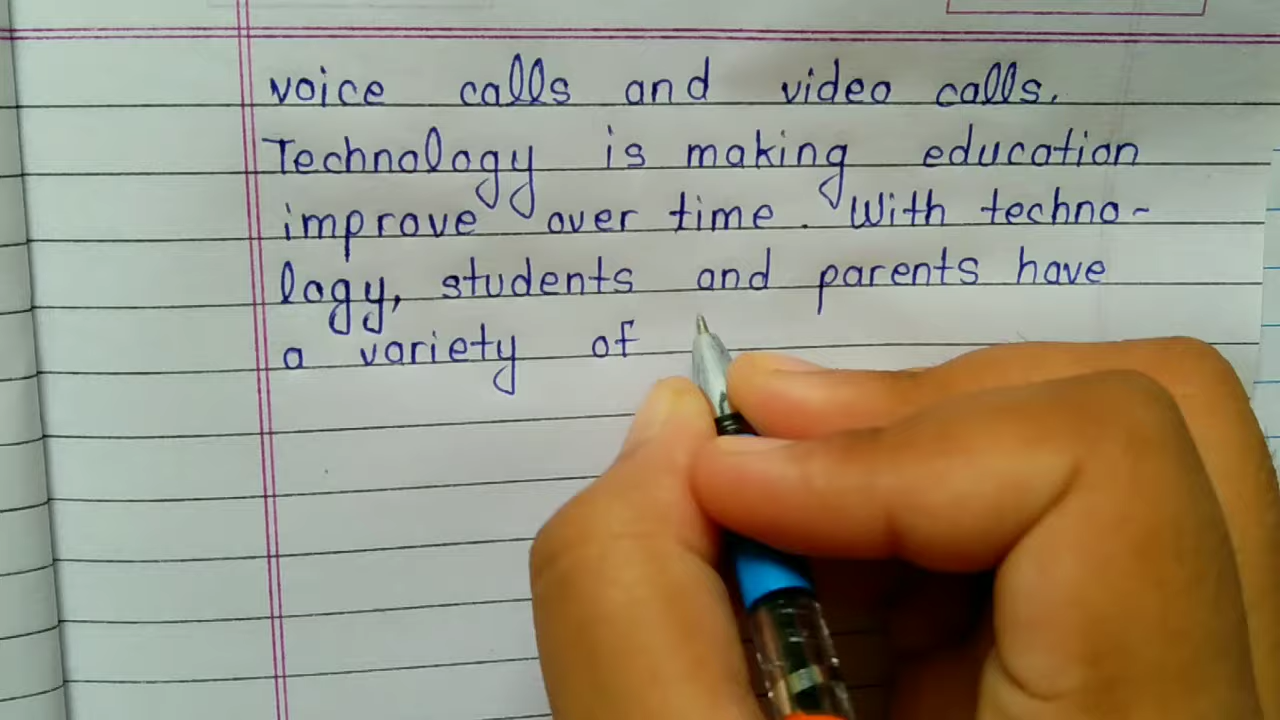 voice calls and video calls.
Technology is making education
improve over time. With techno-
logy, students and parents have
a variety of